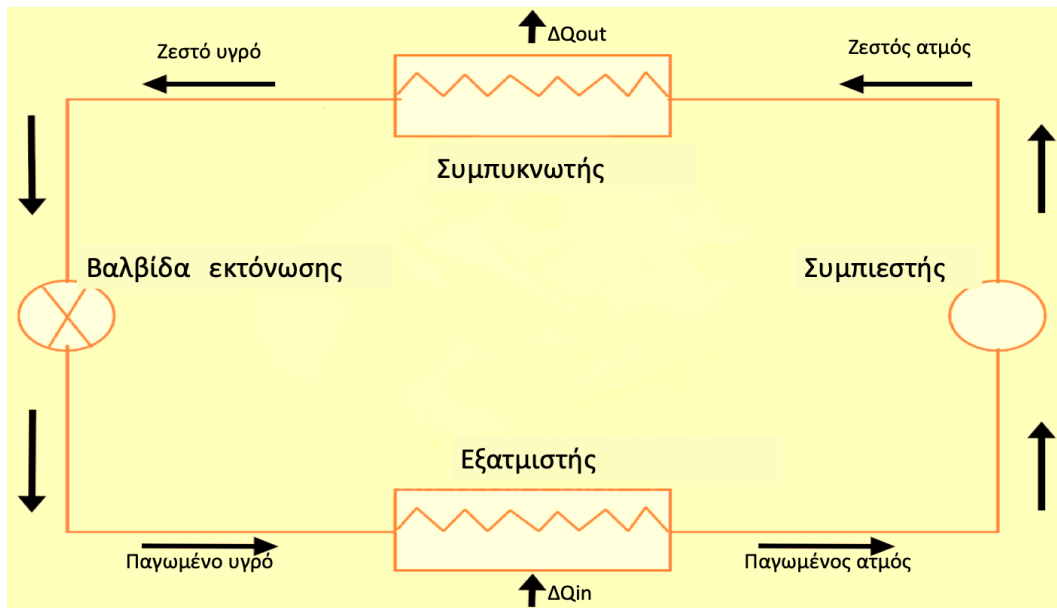 ΔQout
Ζεστό υγρό
Ζεστός ατμός
Συμπυκνωτής
Βαλβίδα εκτόνωσης
Συμπιεστής
Εξατμιστής
Παγωμένο υγρό
Παγωμένος ατμός
ΔQin